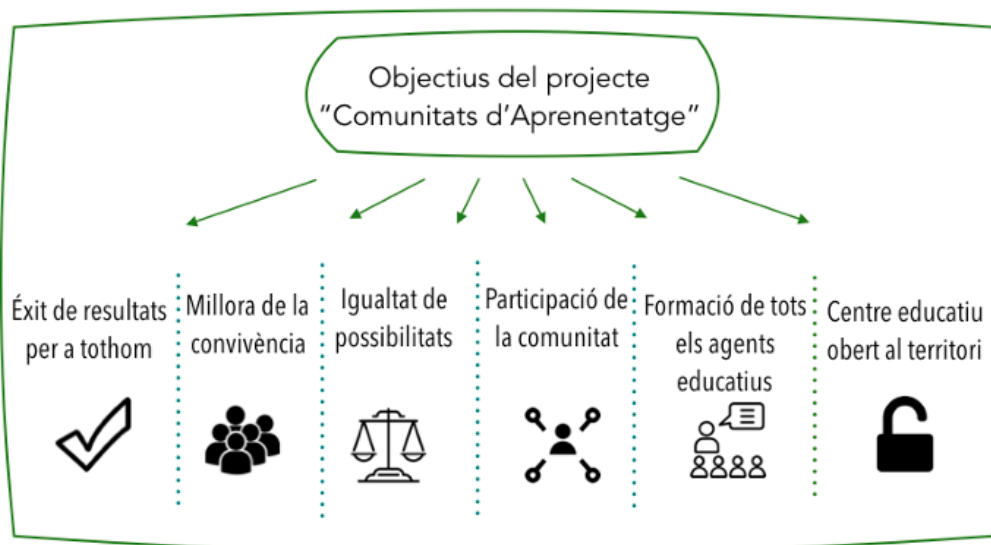 Objectius del projecte
“Comunitats d’Aprenentatge”
Éxit de resultats
per a tothom
Millora de la
convivència
Igualtat de
possibilitats
Participació de
la comunitat
Formació de tots
els agents
educatius
Centre educatiu
obert al territori